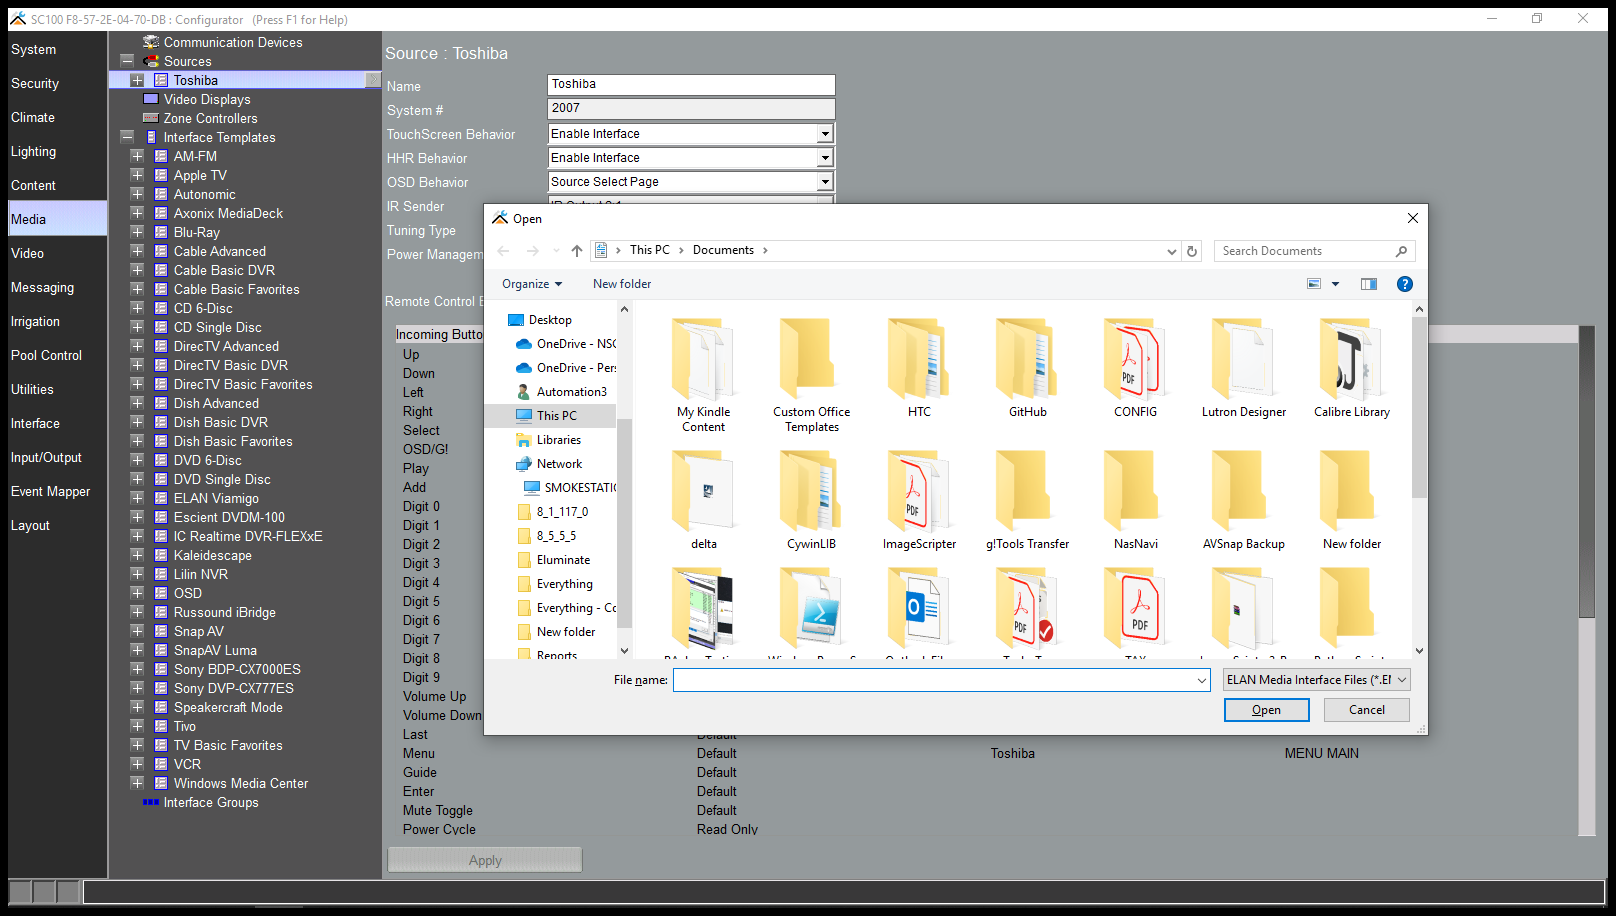 SC100 F8-57-2E-04-70-DB : Configurator   (Press F1 for Help)
System
Security
Climate
Lighting
Content
Media
Video
Messaging
Irrigation
Pool Control
Utilities
Interface
Input/Output
Event Mapper
Layout
Communication Devices
Sources
Toshiba
Video Displays
Zone Controllers
Interface Templates
AM-FM
Apple TV
Autonomic
Axonix MediaDeck
Blu-Ray
Cable Advanced
Cable Basic DVR
Cable Basic Favorites
CD 6-Disc
CD Single Disc
DirecTV Advanced
DirecTV Basic DVR
DirecTV Basic Favorites
Dish Advanced
Dish Basic DVR
Dish Basic Favorites
DVD 6-Disc
DVD Single Disc
ELAN Viamigo
Escient DVDM-100
IC Realtime DVR-FLEXxE
Kaleidescape
Lilin NVR
OSD
Russound iBridge
Snap AV
SnapAV Luma
Sony BDP-CX7000ES
Sony DVP-CX777ES
Speakercraft Mode
Tivo
TV Basic Favorites
VCR
Windows Media Center
Interface Groups
Source : Toshiba
Name Toshiba
System # 2007
TouchScreen Behavior Enable Interface
HHR Behavior Enable Interface
OSD Behavior Source Select Page
IR Sender
Tuning Type
Power Managem
Remote Control
Incoming Butto
Up
Down
Left
Right
Select
OSD/G!
Play
Add
Digit 0
Digit 1
Digit 2
Digit 3
Digit 4
Digit 5
Digit 6
Digit 7
Digit 8
Digit 9
Volume Up
Volume Down
Last Default
Menu Default Toshiba MENU MAIN
Guide Default
Enter Default
Mute Toggle Default
Power Cycle Read Only
Apply
Open
This PC > Documents >
Search Documents
Organize New folder
Desktop
OneDrive - NSC
OneDrive - Pers
Automation3
This PC
Libraries
Network
SMOKESTATIO
8_1_117_0
8_5_5_5
Eluminate
Everything
Everything - Co
New folder
Reports
My Kindle Content
Custom Office Templates
HTC
GitHub
CONFIG
Lutron Designer
Calibre Library
delta
CywinLIB
ImageScripter
g!Tools Transfer
NasNavi
AVSnap Backup
New folder
File name:
ELAN Media Interface Files (*.EM
Open Cancel